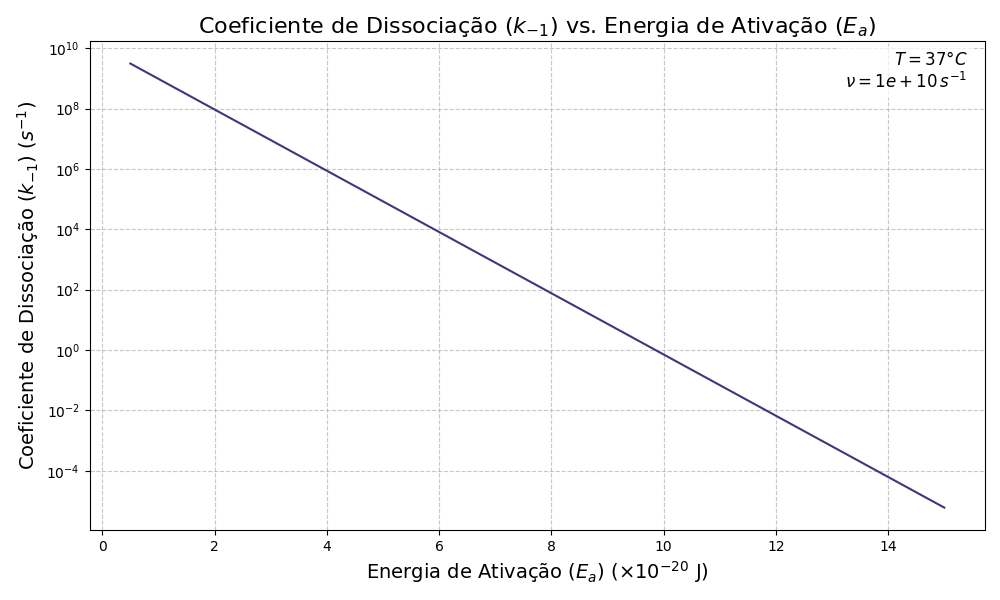 Coeficiente de Dissociação (k₋₁) vs. Energia de Ativação (Eₐ)
T = 37°C
ν = 1e + 10 s⁻¹
Coeficiente de Dissociação (k₋₁) (s⁻¹)
10¹⁰
10⁸
10⁶
10⁴
10²
10⁰
10⁻²
10⁻⁴
0 2 4 6 8 10 12 14
Energia de Ativação (Eₐ) (×10⁻²⁰ J)